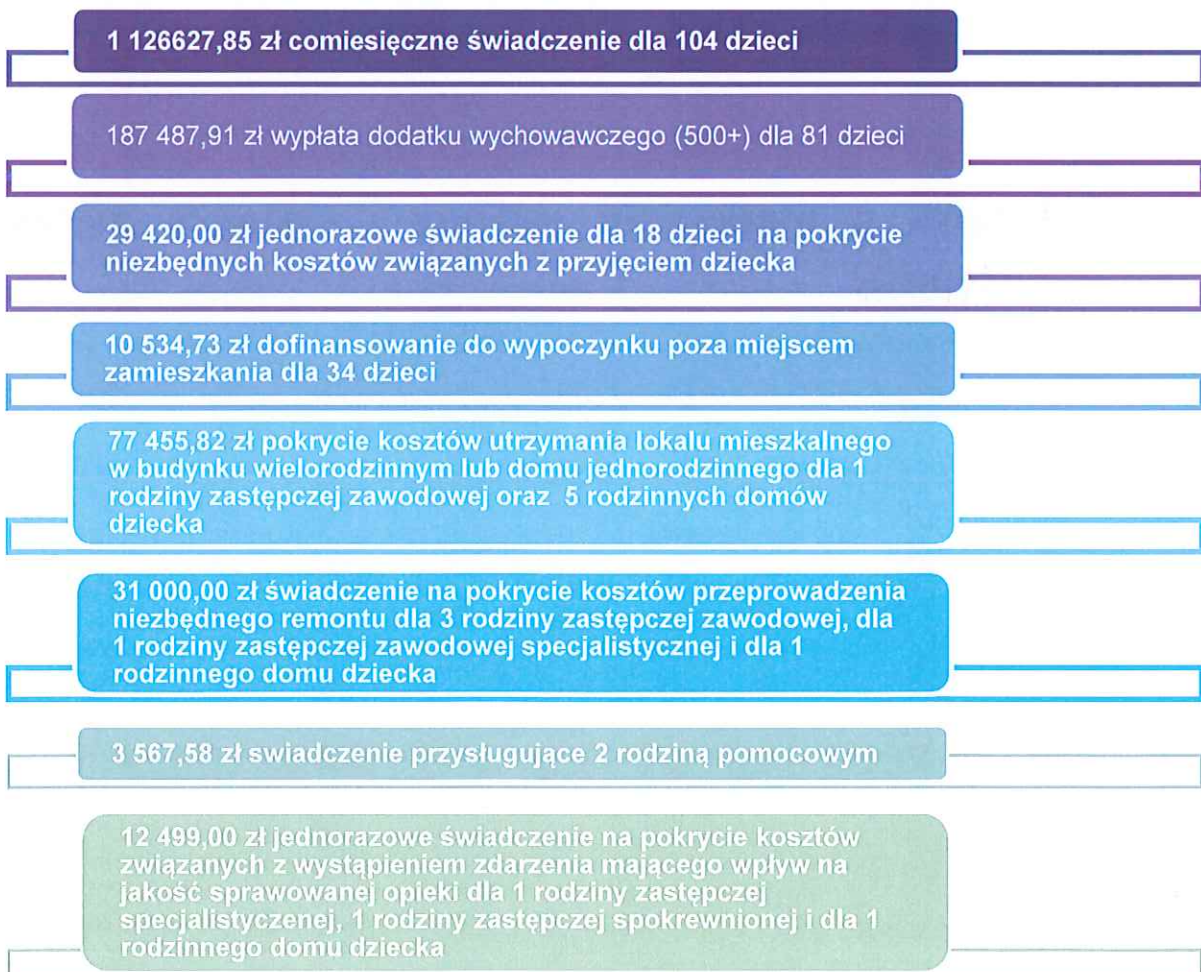 1 126627,85 zł comiesięczne świadczenie dla 104 dzieci
187 487,91 zł wypłata dodatku wychowawczego (500+) dla 81 dzieci
29 420,00 zł jednorazowe świadczenie dla 18 dzieci na pokrycie
niezbędnych kosztów związanych z przyjęciem dziecka
10 534,73 zł dofinansowanie do wypoczynku poza miejscem
zamieszkania dla 34 dzieci
77 455,82 zł pokrycie kosztów utrzymania lokalu mieszkalnego
w budynku wielorodzinnym lub domu jednorodzinnego dla 1
rodziny zastępczej zawodowej oraz 5 rodzinnych domów
dziecka
31 000,00 zł świadczenie na pokrycie kosztów przeprowadzenia
niezbędnego remontu dla 3 rodziny zastępczej zawodowej, dla
1 rodziny zastępczej zawodowej specjalistycznej i dla 1
rodzinnego domu dziecka
3 567,58 zł swiadczenie przysługujące 2 rodziną pomocowym
12 499,00 zł jednorazowe świadczenie na pokrycie kosztów
związanych z wystąpieniem zdarzenia mającego wpływ na
jakość sprawowanej opieki dla 1 rodziny zastępczej
specjalistyczenej, 1 rodziny zastępczej spokrewnionej i dla 1
rodzinnego domu dziecka